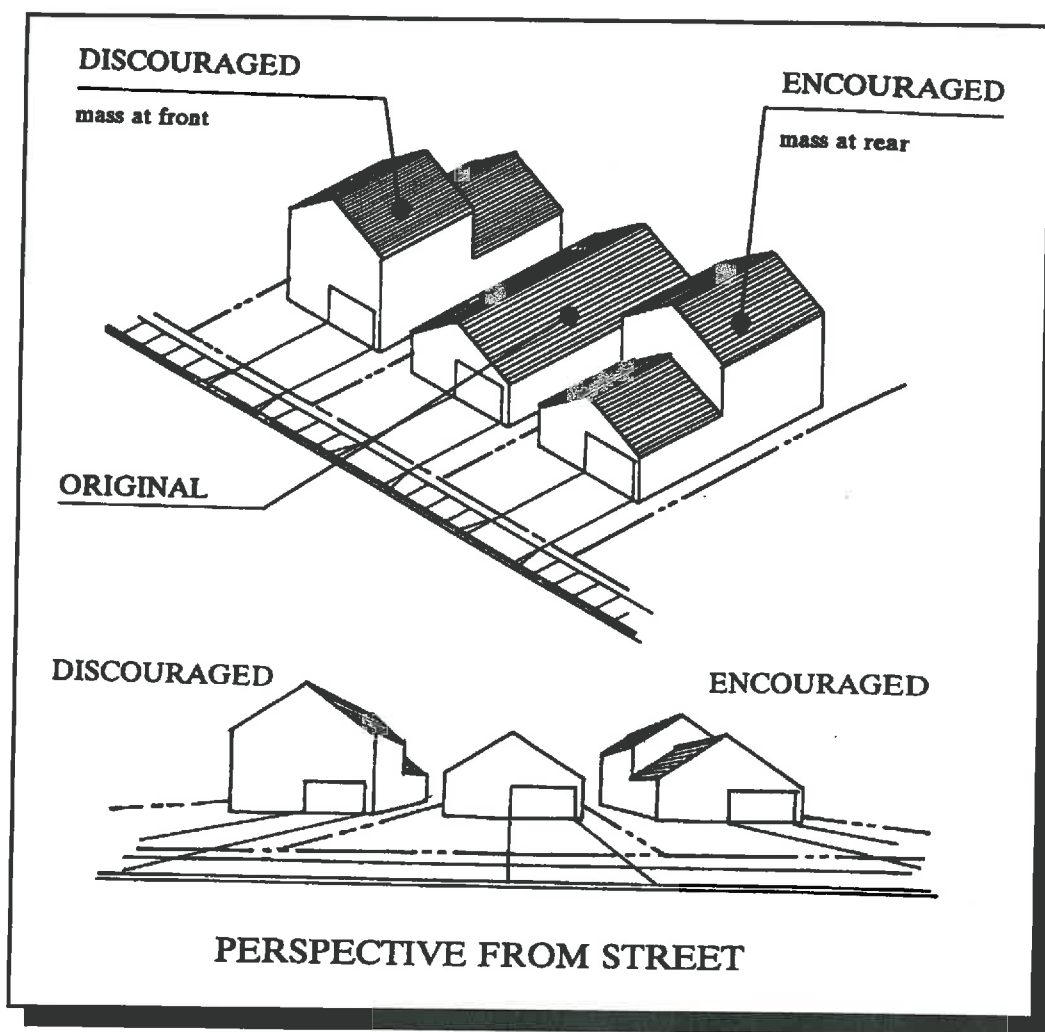 DISCOURAGED
mass at front
ENCOURAGED
mass at rear
ORIGINAL
DISCOURAGED
ENCOURAGED
PERSPECTIVE FROM STREET